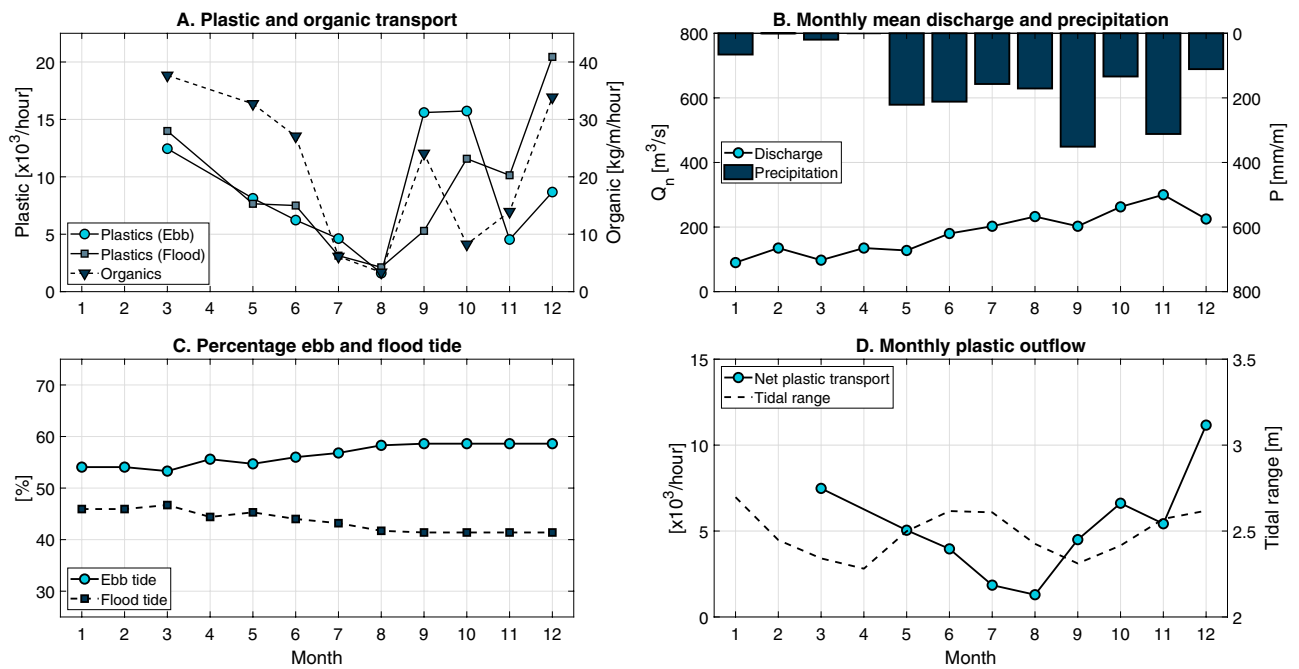 A. Plastic and organic transport
Plastic [x10³/hour]
20
15
10
5
0
Organic [kg/m/hour]
40
30
20
10
0
Plastics (Ebb)
Plastics (Flood)
Organics
1 2 3 4 5 6 7 8 9 10 11 12
B. Monthly mean discharge and precipitation
Qₙ [m³/s]
800
600
400
200
0
P [mm/m]
0
200
400
600
800
Discharge
Precipitation
1 2 3 4 5 6 7 8 9 10 11 12
C. Percentage ebb and flood tide
[%]
70
60
50
40
30
Ebb tide
Flood tide
1 2 3 4 5 6 7 8 9 10 11 12
Month
D. Monthly plastic outflow
[x10³/hour]
15
10
5
0
Tidal range [m]
3.5
3
2.5
2
Net plastic transport
Tidal range
1 2 3 4 5 6 7 8 9 10 11 12
Month